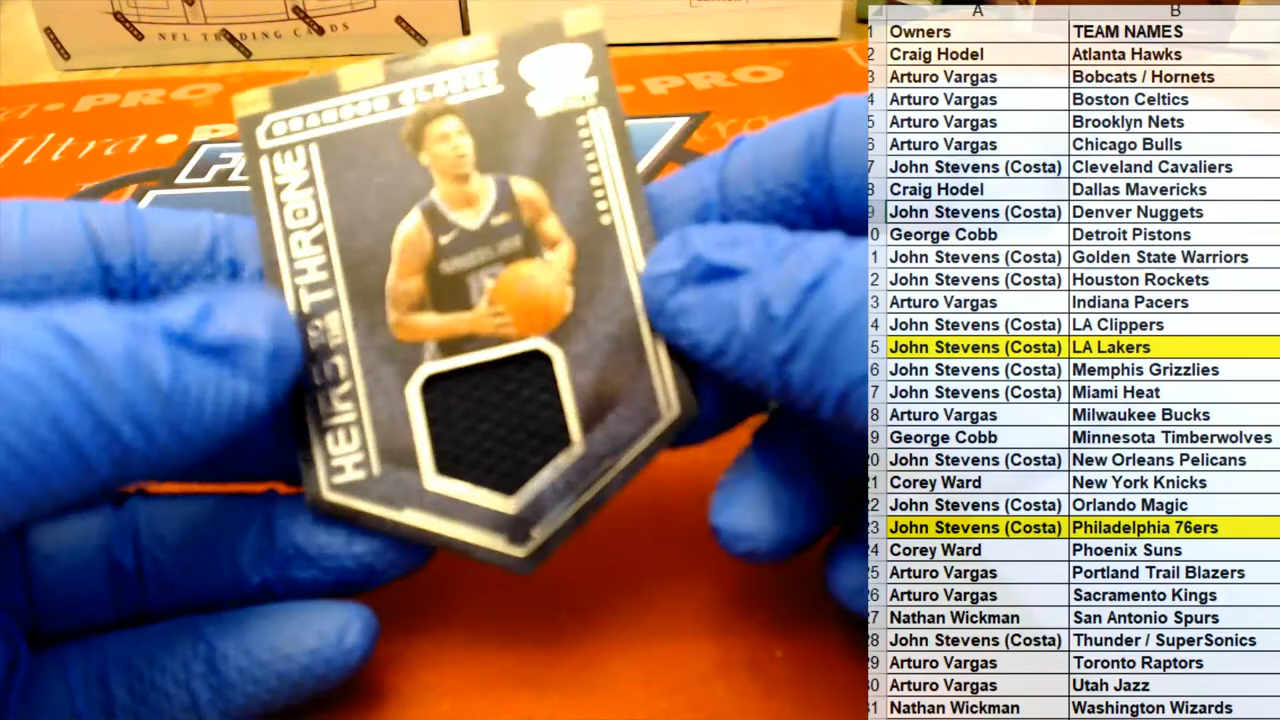 NFL TRADING CARDS
Ultra • PRO
PRO
BRANDON CLARKE
HEIRS TO THE THRONE
A B
1 Owners TEAM NAMES
2 Craig Hodel Atlanta Hawks
3 Arturo Vargas Bobcats / Hornets
4 Arturo Vargas Boston Celtics
5 Arturo Vargas Brooklyn Nets
6 Arturo Vargas Chicago Bulls
7 John Stevens (Costa) Cleveland Cavaliers
8 Craig Hodel Dallas Mavericks
9 John Stevens (Costa) Denver Nuggets
0 George Cobb Detroit Pistons
1 John Stevens (Costa) Golden State Warriors
2 John Stevens (Costa) Houston Rockets
3 Arturo Vargas Indiana Pacers
4 John Stevens (Costa) LA Clippers
5 John Stevens (Costa) LA Lakers
6 John Stevens (Costa) Memphis Grizzlies
7 John Stevens (Costa) Miami Heat
8 Arturo Vargas Milwaukee Bucks
9 George Cobb Minnesota Timberwolves
20 John Stevens (Costa) New Orleans Pelicans
21 Corey Ward New York Knicks
22 John Stevens (Costa) Orlando Magic
23 John Stevens (Costa) Philadelphia 76ers
24 Corey Ward Phoenix Suns
25 Arturo Vargas Portland Trail Blazers
26 Arturo Vargas Sacramento Kings
27 Nathan Wickman San Antonio Spurs
28 John Stevens (Costa) Thunder / SuperSonics
29 Arturo Vargas Toronto Raptors
30 Arturo Vargas Utah Jazz
31 Nathan Wickman Washington Wizards